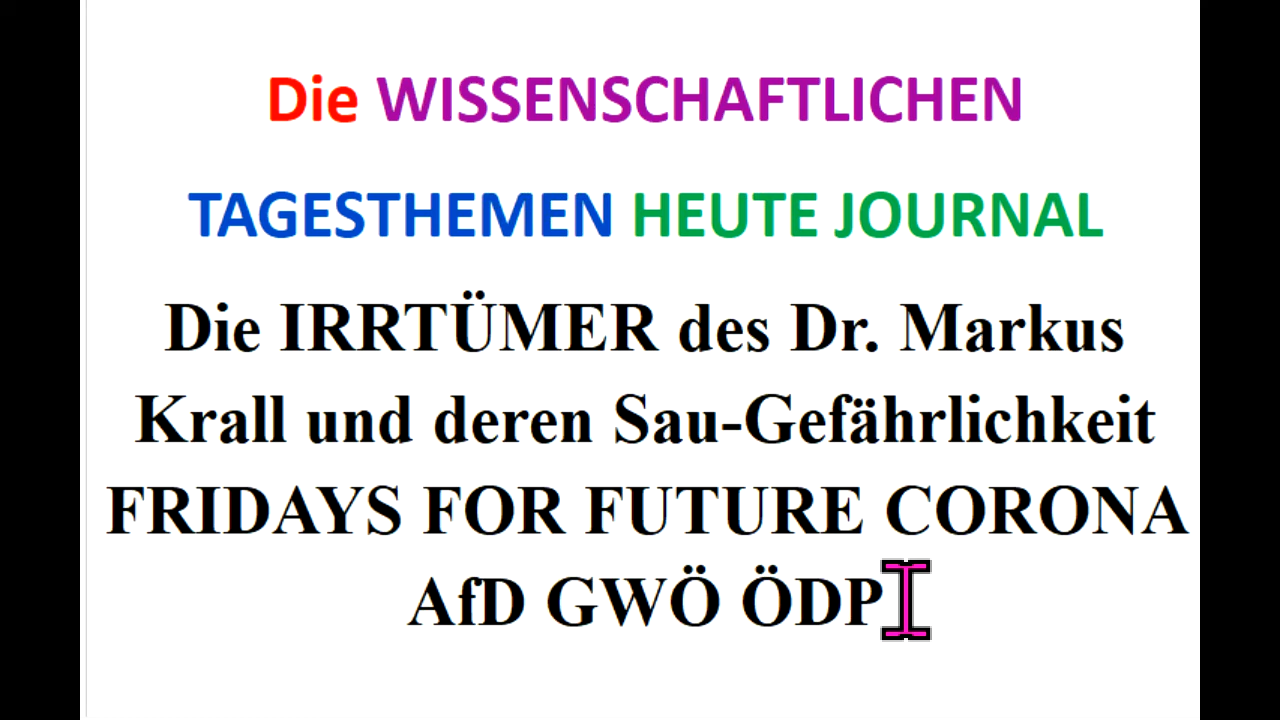 Die WISSENSCHAFTLICHEN
TAGESTHEMEN HEUTE JOURNAL
Die IRRTÜMER des Dr. Markus
Krall und deren Sau-Gefährlichkeit
FRIDAYS FOR FUTURE CORONA
AfD GWÖ ÖDP